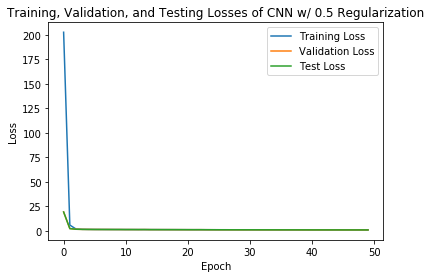 Training, Validation, and Testing Losses of CNN w/ 0.5 Regularization
200
175
150
125
100
75
50
25
0
Loss
Training Loss
Validation Loss
Test Loss
0 10 20 30 40 50
Epoch